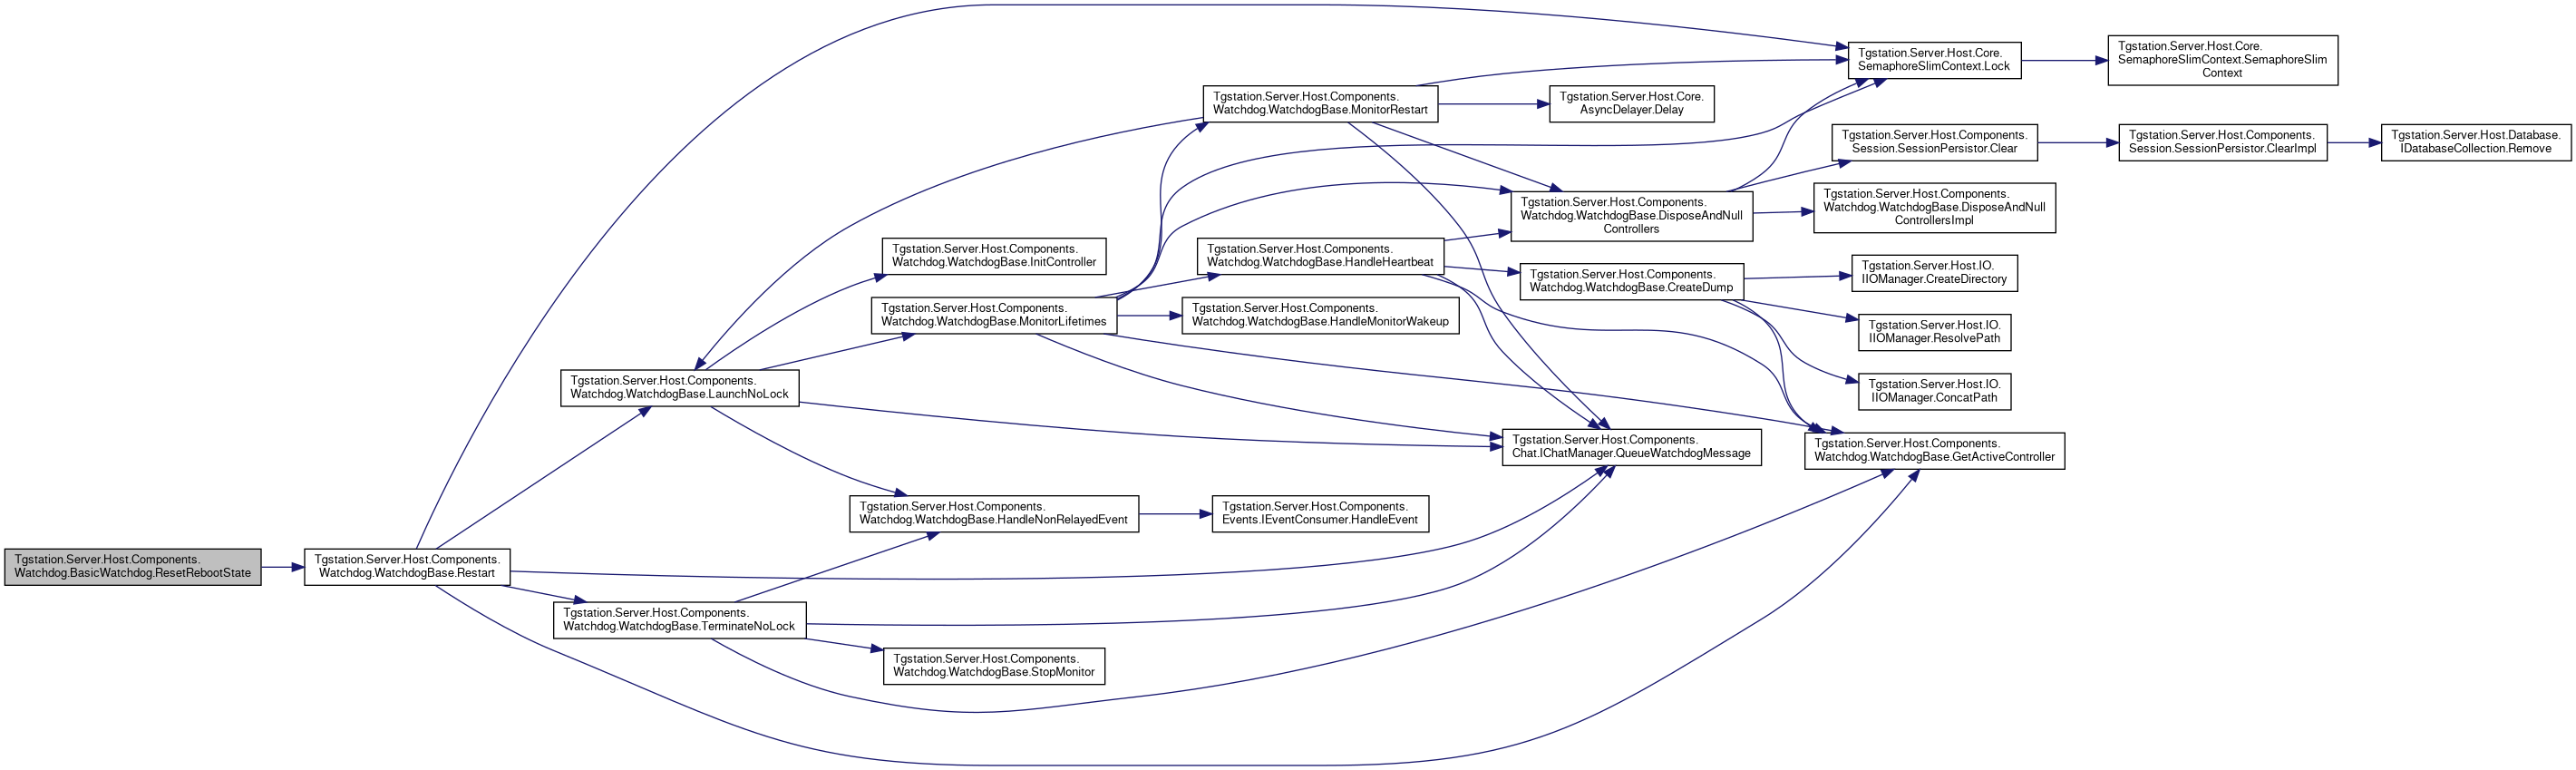 Tgstation.Server.Host.Components.
Watchdog.BasicWatchdog.ResetRebootState
Tgstation.Server.Host.Components.
Watchdog.WatchdogBase.Restart
Tgstation.Server.Host.Components.
Watchdog.WatchdogBase.LaunchNoLock
Tgstation.Server.Host.Components.
Watchdog.WatchdogBase.TerminateNoLock
Tgstation.Server.Host.Components.
Watchdog.WatchdogBase.InitController
Tgstation.Server.Host.Components.
Watchdog.WatchdogBase.MonitorLifetimes
Tgstation.Server.Host.Components.
Watchdog.WatchdogBase.HandleNonRelayedEvent
Tgstation.Server.Host.Components.
Watchdog.WatchdogBase.StopMonitor
Tgstation.Server.Host.Components.
Watchdog.WatchdogBase.MonitorRestart
Tgstation.Server.Host.Components.
Watchdog.WatchdogBase.HandleHeartbeat
Tgstation.Server.Host.Components.
Watchdog.WatchdogBase.HandleMonitorWakeup
Tgstation.Server.Host.Components.
Events.IEventConsumer.HandleEvent
Tgstation.Server.Host.Core.
AsyncDelayer.Delay
Tgstation.Server.Host.Components.
Watchdog.WatchdogBase.DisposeAndNull
Controllers
Tgstation.Server.Host.Components.
Watchdog.WatchdogBase.CreateDump
Tgstation.Server.Host.Components.
Chat.IChatManager.QueueWatchdogMessage
Tgstation.Server.Host.Core.
SemaphoreSlimContext.Lock
Tgstation.Server.Host.Components.
Session.SessionPersistor.Clear
Tgstation.Server.Host.Components.
Watchdog.WatchdogBase.DisposeAndNull
ControllersImpl
Tgstation.Server.Host.IO.
IIOManager.CreateDirectory
Tgstation.Server.Host.IO.
IIOManager.ResolvePath
Tgstation.Server.Host.IO.
IIOManager.ConcatPath
Tgstation.Server.Host.Components.
Watchdog.WatchdogBase.GetActiveController
Tgstation.Server.Host.Core.
SemaphoreSlimContext.SemaphoreSlim
Context
Tgstation.Server.Host.Components.
Session.SessionPersistor.ClearImpl
Tgstation.Server.Host.Database.
IDatabaseCollection.Remove